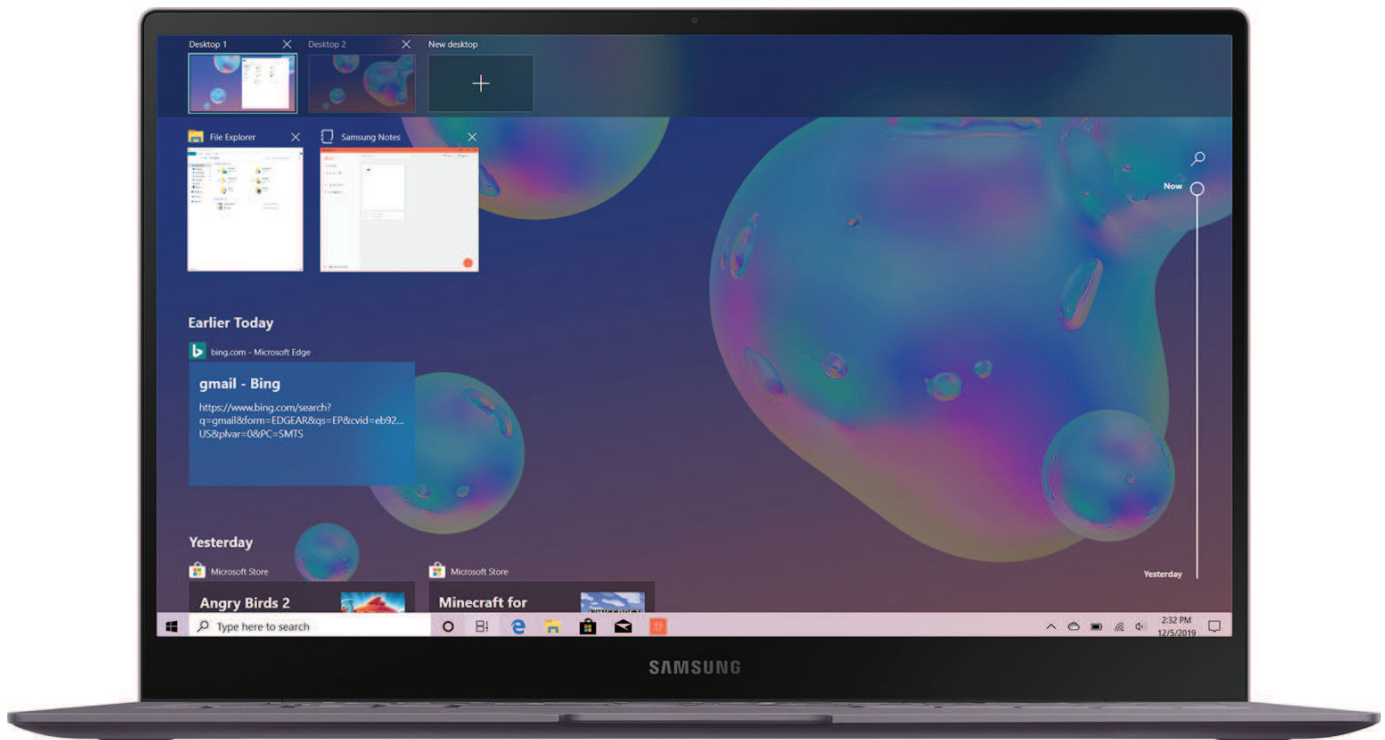 Desktop 1
Desktop 2
New desktop
File Explorer
Samsung Notes
Now
Earlier Today
bing.com - Microsoft Edge
gmail - Bing
https://www.bing.com/search?
q=gmail&form=EDGEAR&qs=EP&cvid=eb92...
US&plvar=0&PC=SMTS
Yesterday
Microsoft Store
Microsoft Store
Yesterday
Angry Birds 2
Minecraft for
Type here to search
2:32 PM
12/5/2019
SAMSUNG